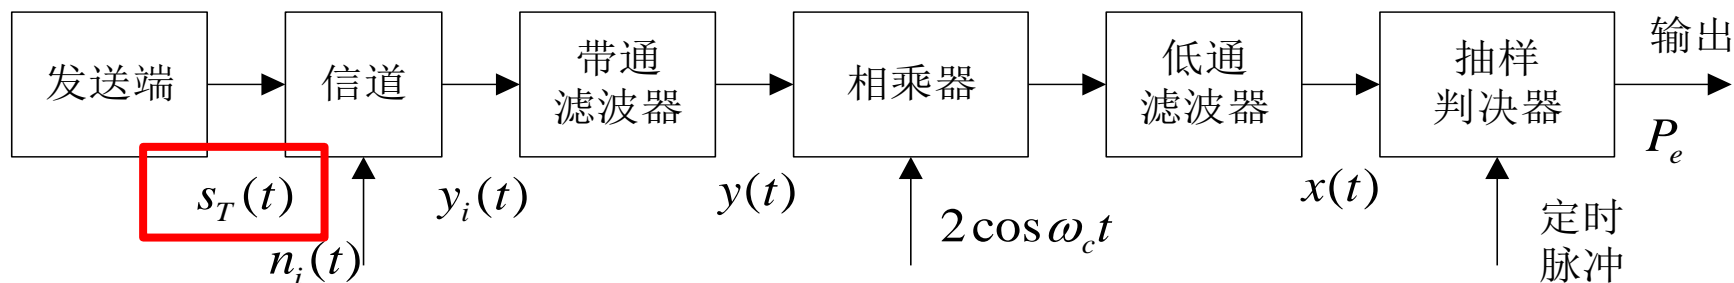 发送端
信道
带通
滤波器
相乘器
低通
滤波器
抽样
判决器
输出
P_e
s_T(t)
n_i(t)
y_i(t)
y(t)
2cosω_ct
x(t)
定时
脉冲